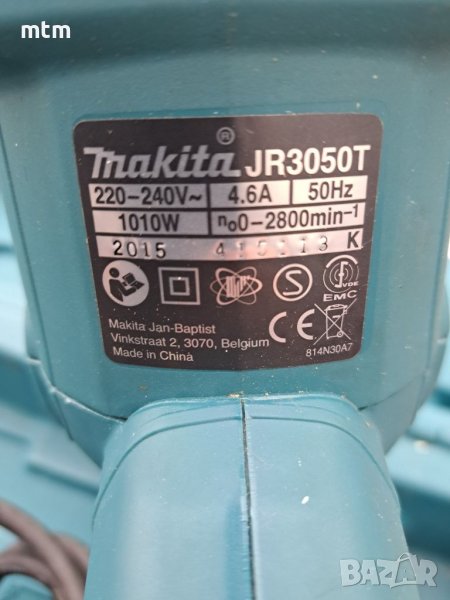 mtm
makita® JR3050T
220-240V~ 4.6A 50Hz
1010W n₀0-2800min⁻¹
2015 K
VDE
EMC
Makita Jan-Baptist
Vinkstraat 2, 3070, Belgium
Made in China
CE
814N30A7
BAZAR